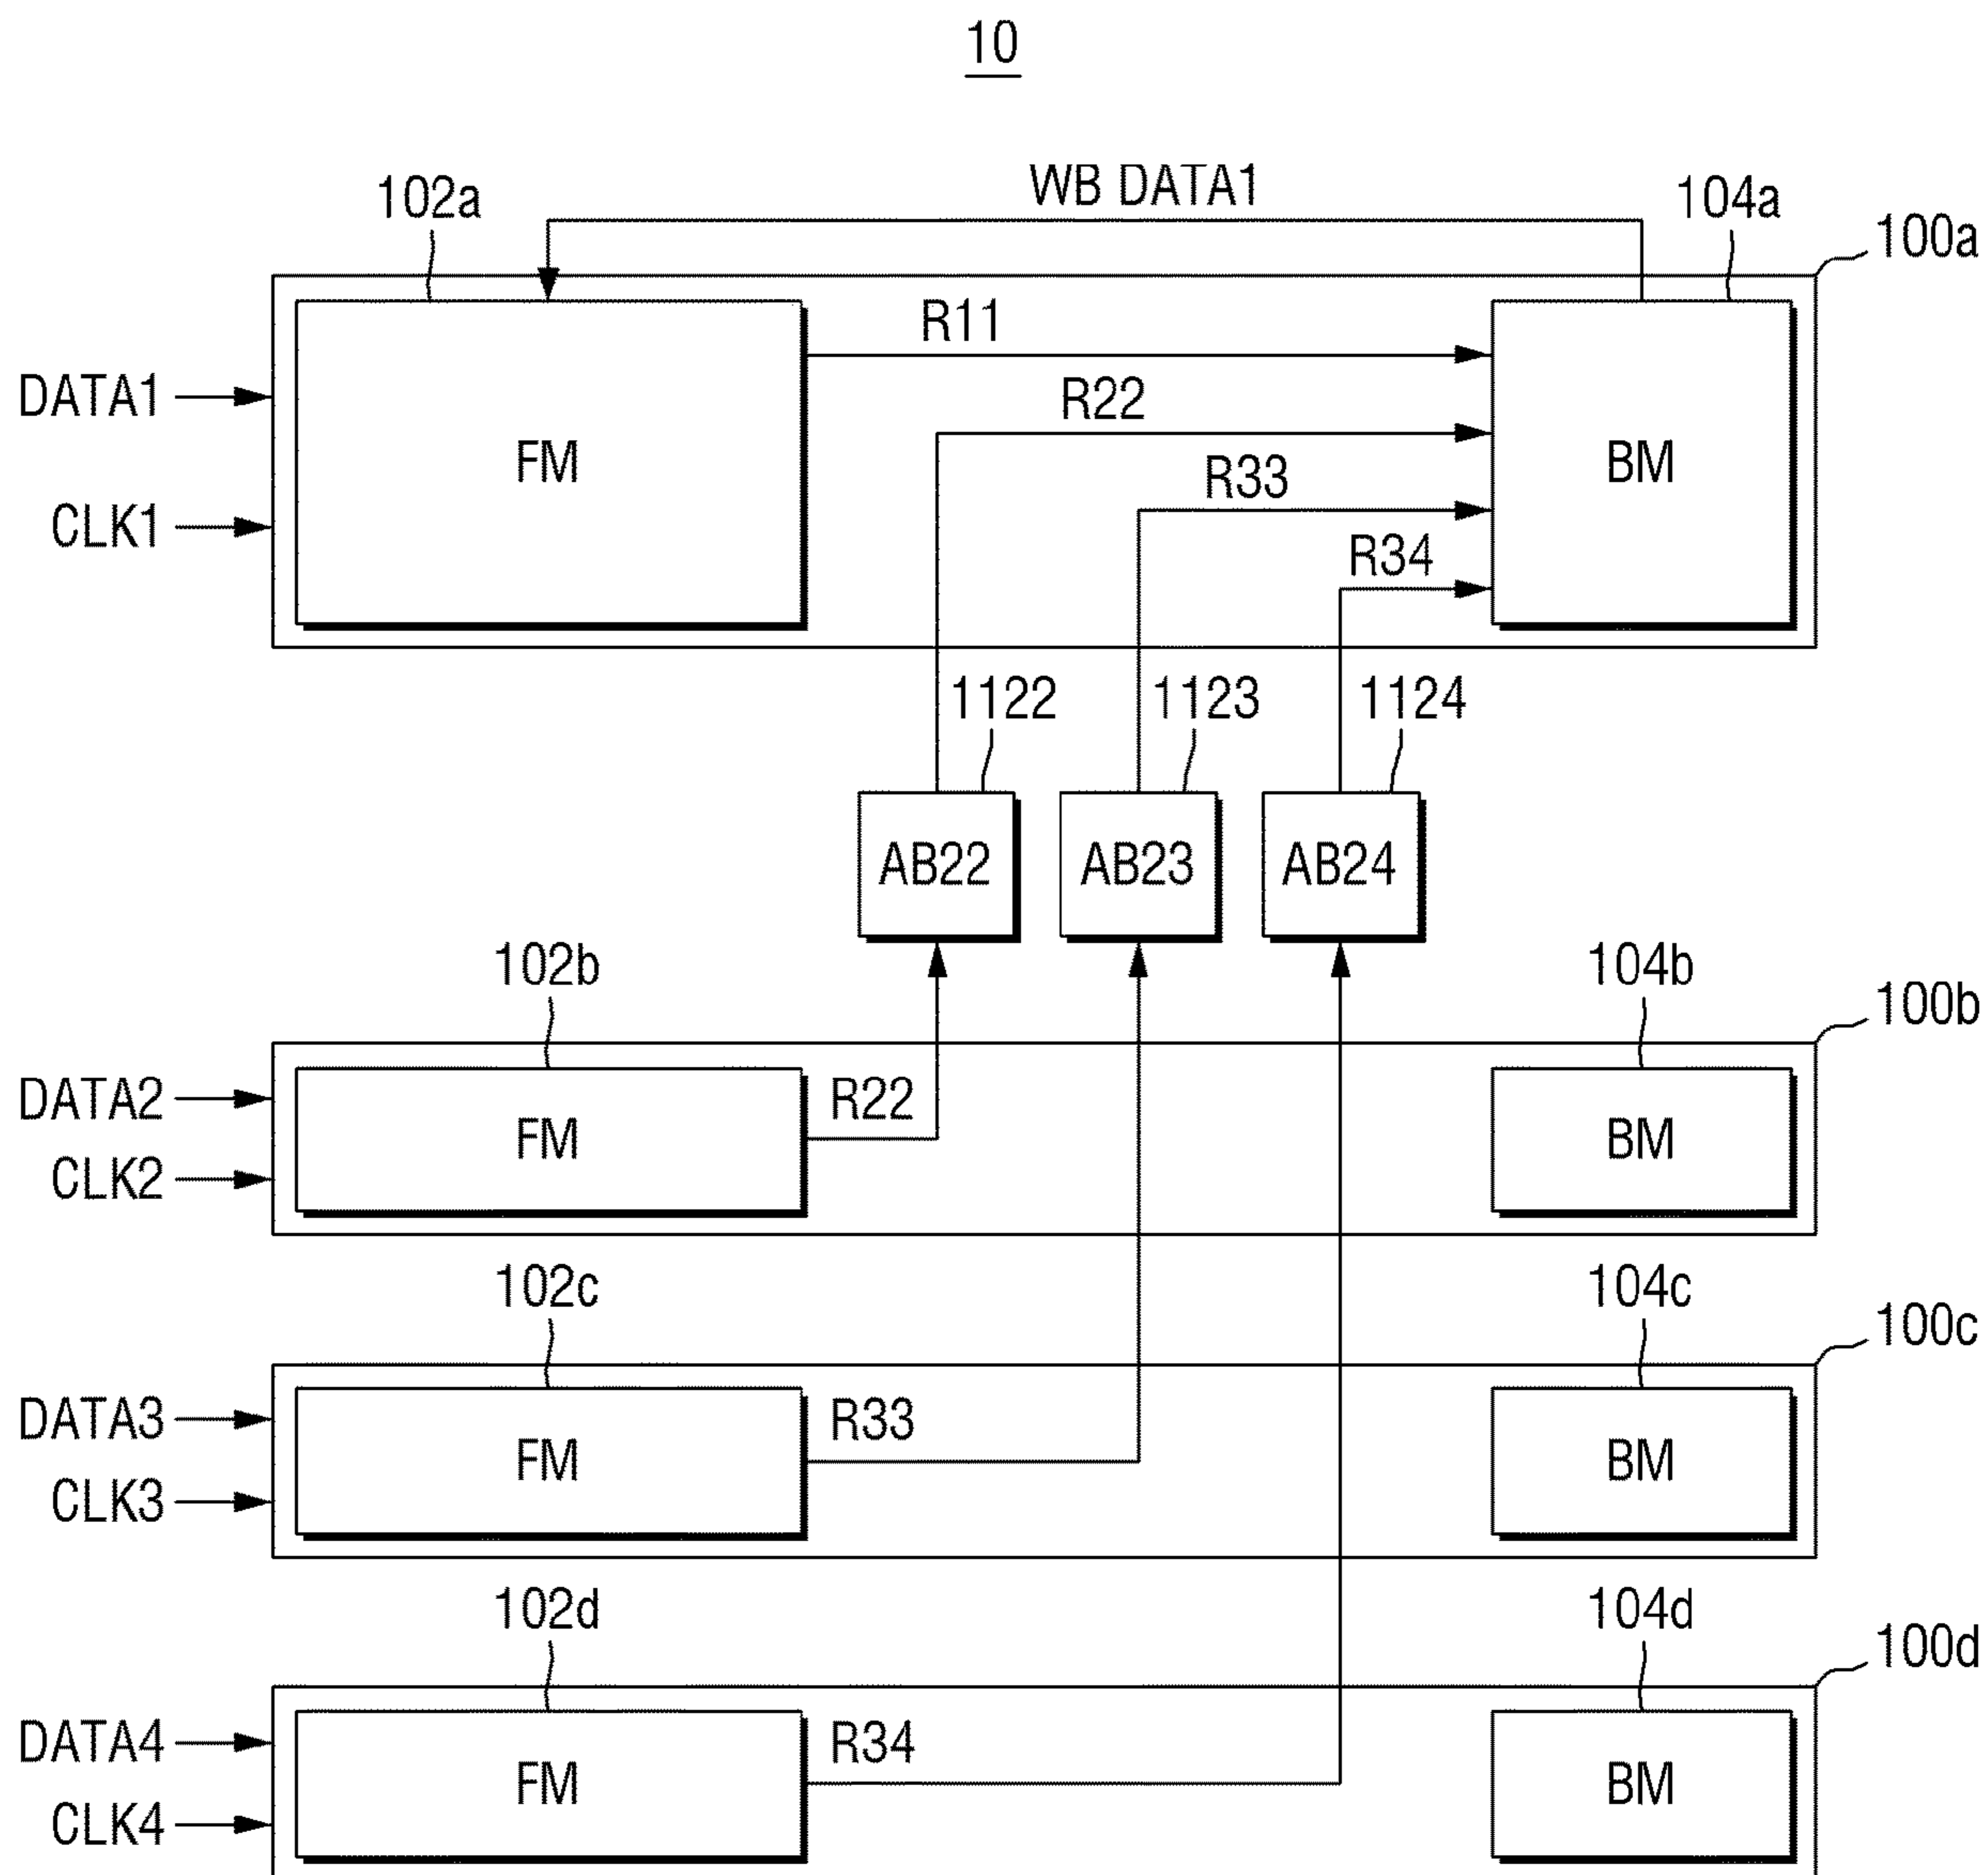 10
WB DATA1
102a
104a
100a
R11
DATA1
R22
FM
BM
R33
CLK1
R34
1122
1123
1124
AB22
AB23
AB24
102b
104b
100b
DATA2
R22
FM
BM
CLK2
102c
104c
100c
DATA3
R33
FM
BM
CLK3
102d
104d
100d
DATA4
R34
FM
BM
CLK4